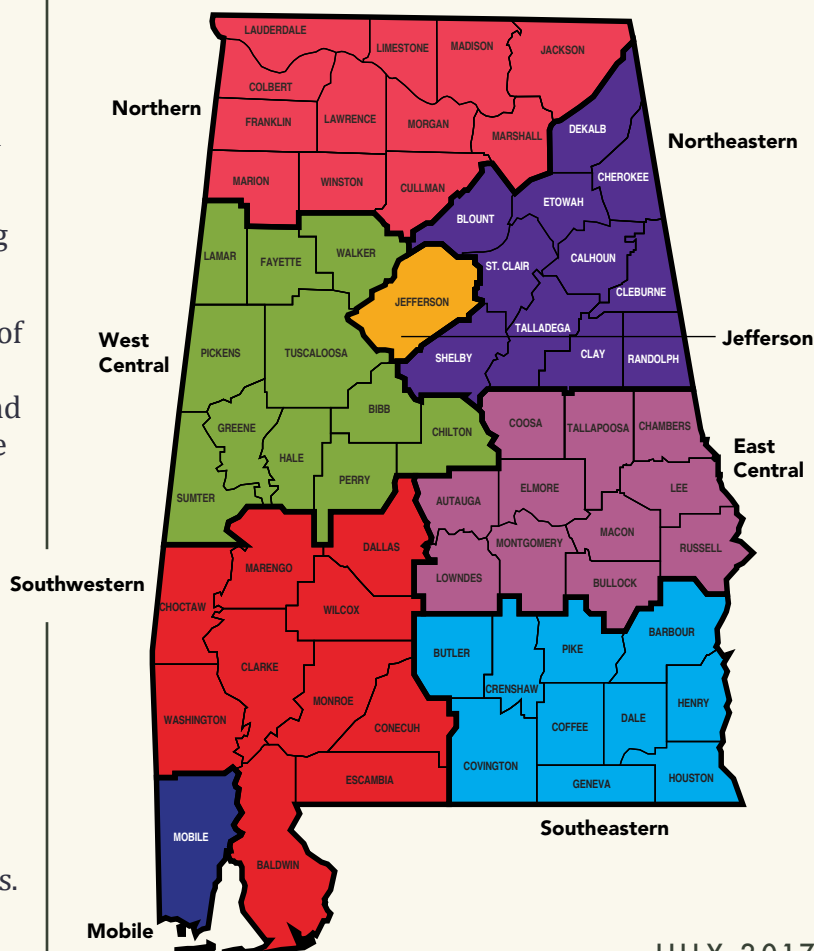 LAUDERDALE
LIMESTONE
MADISON
JACKSON
COLBERT
Northern
FRANKLIN
LAWRENCE
MORGAN
MARSHALL
DEKALB
Northeastern
MARION
WINSTON
CULLMAN
CHEROKEE
ETOWAH
BLOUNT
LAMAR
FAYETTE
WALKER
ST. CLAIR
CALHOUN
CLEBURNE
JEFFERSON
TALLADEGA
Jefferson
West
Central
PICKENS
TUSCALOOSA
SHELBY
CLAY
RANDOLPH
BIBB
GREENE
CHILTON
COOSA
TALLAPOOSA
CHAMBERS
East
Central
HALE
PERRY
SUMTER
AUTAUGA
ELMORE
LEE
MACON
MONTGOMERY
RUSSELL
DALLAS
MARENGO
Southwestern
LOWNDES
BULLOCK
CHOCTAW
WILCOX
BARBOUR
BUTLER
PIKE
CLARKE
CRENSHAW
MONROE
HENRY
WASHINGTON
CONECUH
COFFEE
DALE
COVINGTON
ESCAMBIA
GENEVA
HOUSTON
Southeastern
MOBILE
BALDWIN
Mobile
g
of
s.